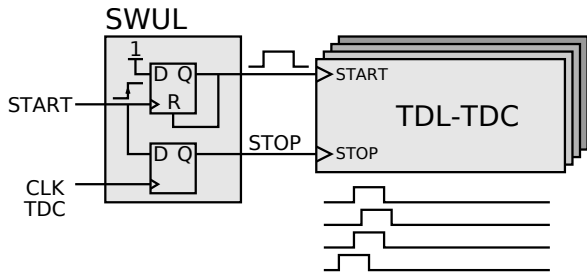 SWUL
1
D Q
START
R
START
TDL-TDC
STOP
D Q
STOP
CLK
TDC